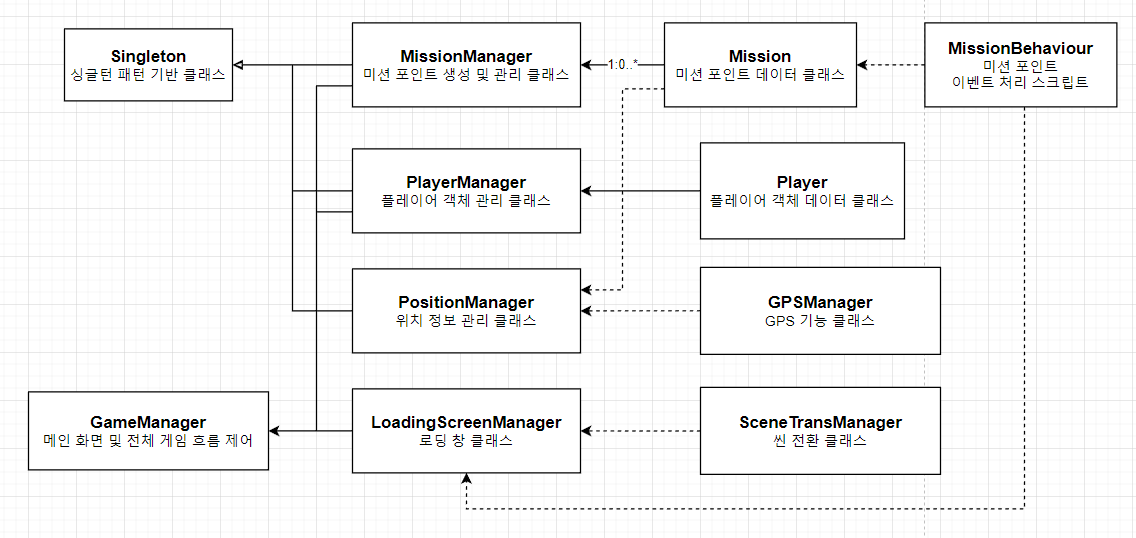 Singleton
싱글턴 패턴 기반 클래스
MissionManager
미션 포인트 생성 및 관리 클래스
1:0..*
Mission
미션 포인트 데이터 클래스
MissionBehaviour
미션 포인트
이벤트 처리 스크립트
PlayerManager
플레이어 객체 관리 클래스
Player
플레이어 객체 데이터 클래스
PositionManager
위치 정보 관리 클래스
GPSManager
GPS 기능 클래스
GameManager
메인 화면 및 전체 게임 흐름 제어
LoadingScreenManager
로딩 창 클래스
SceneTransManager
씬 전환 클래스